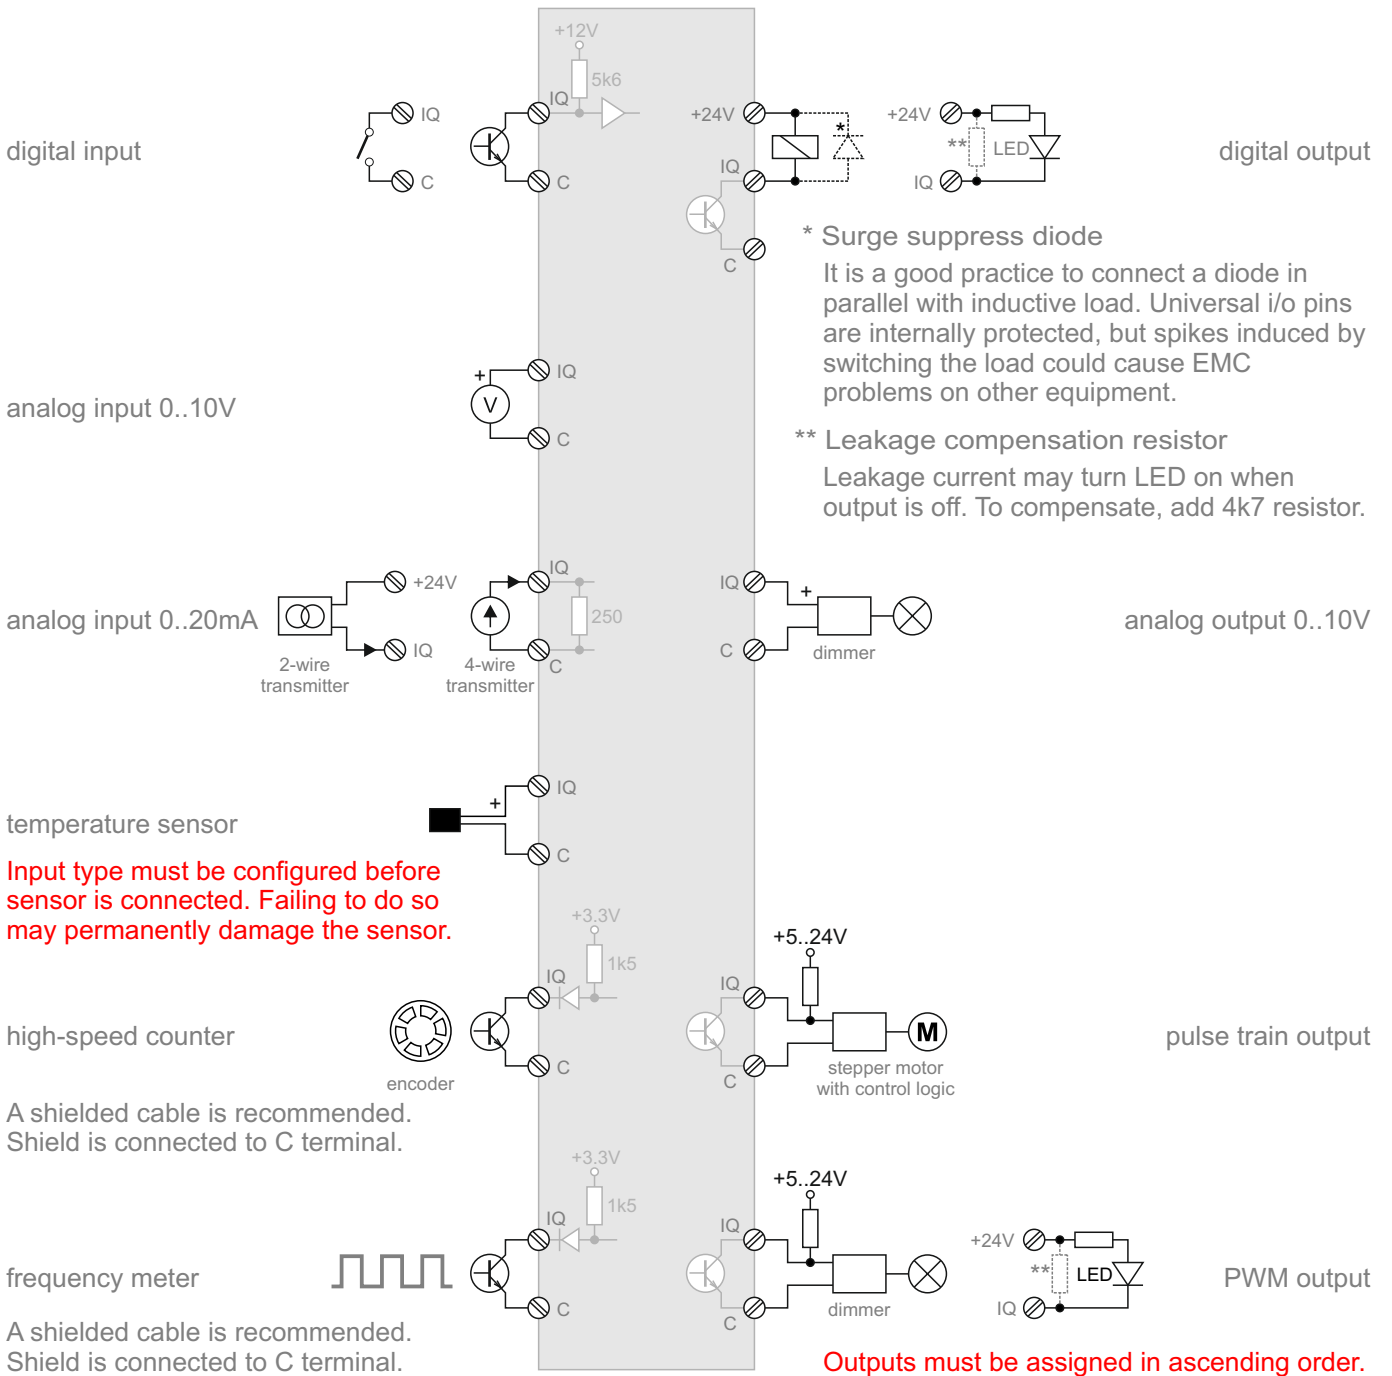 +12V
5k6
IQ
IQ
+24V
*
+24V
** LED
digital input
digital output
C
C
IQ
IQ
C
* Surge suppress diode
It is a good practice to connect a diode in
parallel with inductive load. Universal i/o pins
are internally protected, but spikes induced by
switching the load could cause EMC
problems on other equipment.
+
IQ
V
analog input 0..10V
C
** Leakage compensation resistor
Leakage current may turn LED on when
output is off. To compensate, add 4k7 resistor.
+24V
IQ
IQ
+
analog input 0..20mA
250
analog output 0..10V
IQ
C
C
dimmer
2-wire
transmitter
4-wire
transmitter
IQ
+
temperature sensor
C
Input type must be configured before
sensor is connected. Failing to do so
may permanently damage the sensor.
+3.3V
1k5
IQ
+5..24V
IQ
high-speed counter
M
pulse train output
C
C
encoder
stepper motor
with control logic
A shielded cable is recommended.
Shield is connected to C terminal.
+3.3V
1k5
IQ
+5..24V
IQ
+24V
** LED
frequency meter
PWM output
C
C
dimmer
IQ
A shielded cable is recommended.
Shield is connected to C terminal.
Outputs must be assigned in ascending order.